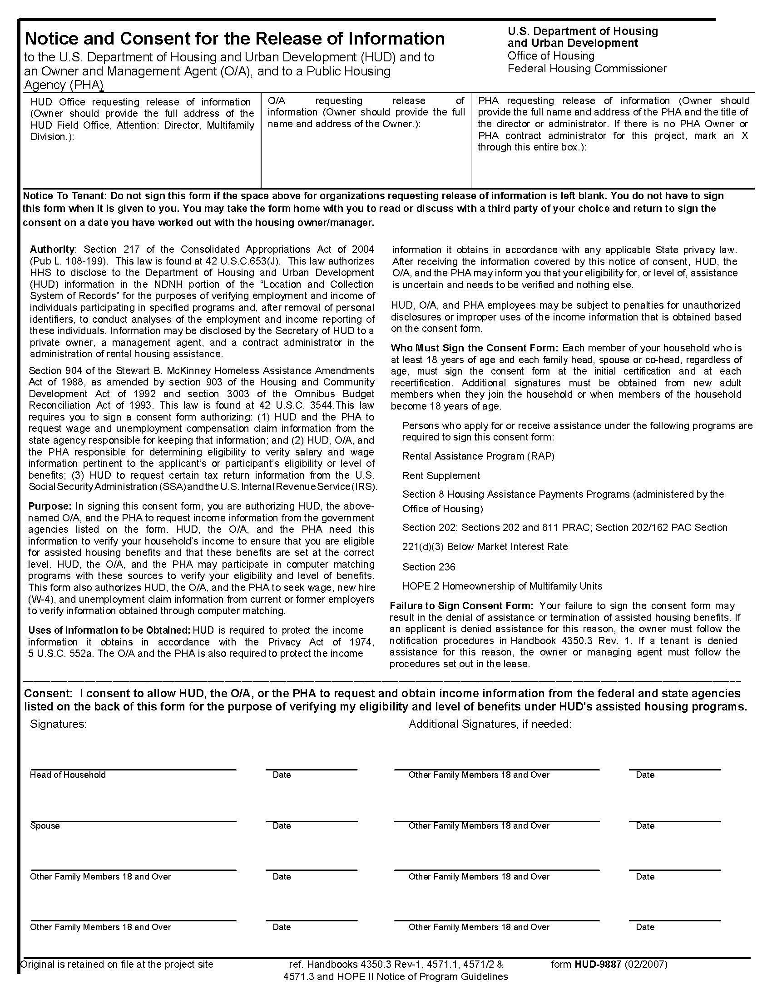 Notice and Consent for the Release of Information
to the U.S. Department of Housing and Urban Development (HUD) and to
an Owner and Management Agent (O/A), and to a Public Housing
Agency (PHA)
U.S. Department of Housing
and Urban Development
Office of Housing
Federal Housing Commissioner
HUD Office requesting release of information
(Owner should provide the full address of the
HUD Field Office, Attention: Director, Multifamily
Division.):
O/A requesting release of
information (Owner should provide the full
name and address of the Owner.):
PHA requesting release of information (Owner should
provide the full name and address of the PHA and the title of
the director or administrator. If there is no PHA Owner or
PHA contract administrator for this project, mark an X
through this entire box.):
Notice To Tenant: Do not sign this form if the space above for organizations requesting release of information is left blank. You do not have to sign
this form when it is given to you. You may take the form home with you to read or discuss with a third party of your choice and return to sign the
consent on a date you have worked out with the housing owner/manager.
Authority: Section 217 of the Consolidated Appropriations Act of 2004
(Pub L. 108-199). This law is found at 42 U.S.C.653(J). This law authorizes
HHS to disclose to the Department of Housing and Urban Development
(HUD) information in the NDNH portion of the “Location and Collection
System of Records” for the purposes of verifying employment and income of
individuals participating in specified programs and, after removal of personal
identifiers, to conduct analyses of the employment and income reporting of
these individuals. Information may be disclosed by the Secretary of HUD to a
private owner, a management agent, and a contract administrator in the
administration of rental housing assistance.
Section 904 of the Stewart B. McKinney Homeless Assistance Amendments
Act of 1988, as amended by section 903 of the Housing and Community
Development Act of 1992 and section 3003 of the Omnibus Budget
Reconciliation Act of 1993. This law is found at 42 U.S.C. 3544.This law
requires you to sign a consent form authorizing: (1) HUD and the PHA to
request wage and unemployment compensation claim information from the
state agency responsible for keeping that information; and (2) HUD, O/A, and
the PHA responsible for determining eligibility to verity salary and wage
information pertinent to the applicant’s or participant’s eligibility or level of
benefits; (3) HUD to request certain tax return information from the U.S.
Social Security Administration (SSA) and the U.S. Internal Revenue Service (IRS).
Purpose: In signing this consent form, you are authorizing HUD, the above-
named O/A, and the PHA to request income information from the government
agencies listed on the form. HUD, the O/A, and the PHA need this
information to verify your household’s income to ensure that you are eligible
for assisted housing benefits and that these benefits are set at the correct
level. HUD, the O/A, and the PHA may participate in computer matching
programs with these sources to verify your eligibility and level of benefits.
This form also authorizes HUD, the O/A, and the PHA to seek wage, new hire
(W-4), and unemployment claim information from current or former employers
to verify information obtained through computer matching.
Uses of Information to be Obtained: HUD is required to protect the income
information it obtains in accordance with the Privacy Act of 1974,
5 U.S.C. 552a. The O/A and the PHA is also required to protect the income
information it obtains in accordance with any applicable State privacy law.
After receiving the information covered by this notice of consent, HUD, the
O/A, and the PHA may inform you that your eligibility for, or level of, assistance
is uncertain and needs to be verified and nothing else.
HUD, O/A, and PHA employees may be subject to penalties for unauthorized
disclosures or improper uses of the income information that is obtained based
on the consent form.
Who Must Sign the Consent Form: Each member of your household who is
at least 18 years of age and each family head, spouse or co-head, regardless of
age, must sign the consent form at the initial certification and at each
recertification. Additional signatures must be obtained from new adult
members when they join the household or when members of the household
become 18 years of age.
Persons who apply for or receive assistance under the following programs are
required to sign this consent form:
Rental Assistance Program (RAP)
Rent Supplement
Section 8 Housing Assistance Payments Programs (administered by the
Office of Housing)
Section 202; Sections 202 and 811 PRAC; Section 202/162 PAC Section
221(d)(3) Below Market Interest Rate
Section 236
HOPE 2 Homeownership of Multifamily Units
Failure to Sign Consent Form: Your failure to sign the consent form may
result in the denial of assistance or termination of assisted housing benefits. If
an applicant is denied assistance for this reason, the owner must follow the
notification procedures in Handbook 4350.3 Rev. 1. If a tenant is denied
assistance for this reason, the owner or managing agent must follow the
procedures set out in the lease.
Consent: I consent to allow HUD, the O/A, or the PHA to request and obtain income information from the federal and state agencies
listed on the back of this form for the purpose of verifying my eligibility and level of benefits under HUD's assisted housing programs.
Signatures: Additional Signatures, if needed:
Head of Household Date Other Family Members 18 and Over Date
Spouse Date Other Family Members 18 and Over Date
Other Family Members 18 and Over Date Other Family Members 18 and Over Date
Other Family Members 18 and Over Date Other Family Members 18 and Over Date
Original is retained on file at the project site ref. Handbooks 4350.3 Rev-1, 4571.1, 4571/2 & form HUD-9887 (02/2007)
4571.3 and HOPE II Notice of Program Guidelines